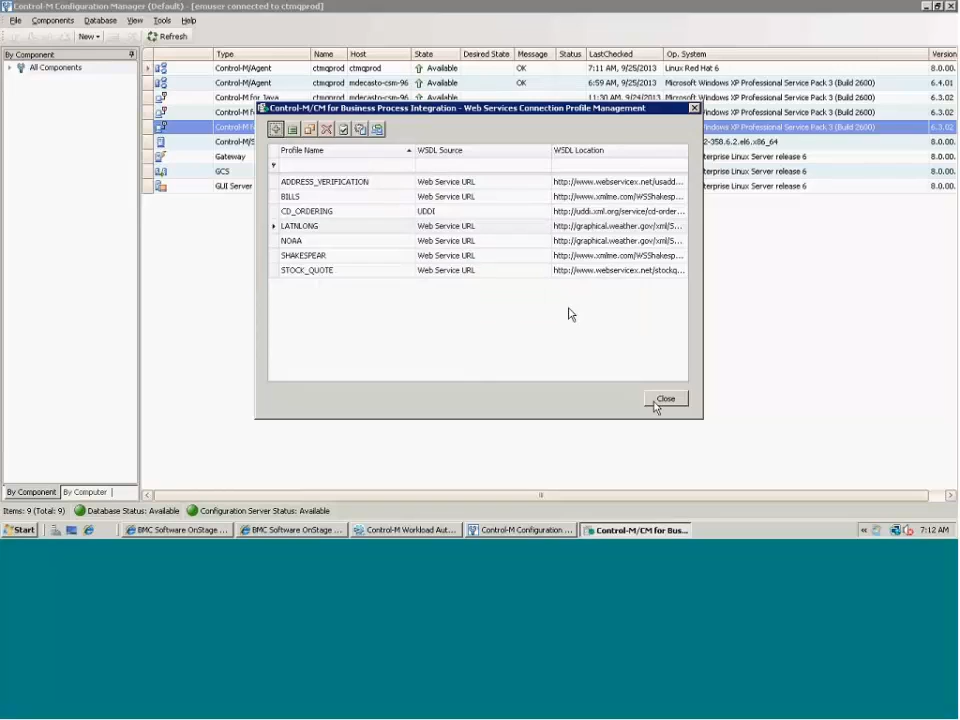 Control-M Configuration Manager (Default) - [emuser connected to ctmqprod]
File Components Database View Tools Help
New Refresh
By Component
All Components
Type Name Host State Desired State Message Status LastChecked Op. System Version
Control-M/Agent ctmqprod ctmqprod Available OK 7:11 AM, 9/25/2013 Linux Red Hat 6 8.0.00.
Control-M/Agent ctmqprod mdecasto-csm-96 Available OK 6:59 AM, 9/25/2013 Microsoft Windows XP Professional Service Pack 3 (Build 2600) 6.4.01
Control-M for Java ctmqprod mdecasto-csm-96 Available OK 11:30 AM, 9/24/2013 Microsoft Windows XP Professional Service Pack 3 (Build 2600) 6.3.02
Control-M f Windows XP Professional Service Pack 3 (Build 2600) 6.3.02
Control-M f Windows XP Professional Service Pack 3 (Build 2600) 6.3.02
Control-M/S 2-358.6.2.el6.x86_64 8.0.00.
Gateway terprise Linux Server release 6 8.0.00.
GCS terprise Linux Server release 6 8.0.00.
GUI Server terprise Linux Server release 6 8.0.00.
Control-M/CM for Business Process Integration - Web Services Connection Profile Management
Profile Name WSDL Source WSDL Location
ADDRESS_VERIFICATION Web Service URL http://www.webservicex.net/usadd...
BILLS Web Service URL http://www.xmlme.com/WSShakesp...
CD_ORDERING UDDI http://uddi.xml.org/service/cd-order...
LATNLONG Web Service URL http://graphical.weather.gov/xml/S...
NOAA Web Service URL http://graphical.weather.gov/xml/S...
SHAKESPEAR Web Service URL http://www.xmlme.com/WSShakesp...
STOCK_QUOTE Web Service URL http://www.webservicex.net/stockq...
Close
By Component By Computer
Items: 9 (Total: 9) Database Status: Available Configuration Server Status: Available
Start BMC Software OnStage ... BMC Software OnStage ... Control-M Workload Aut... Control-M Configuration ... Control-M/CM for Bus... 7:12 AM